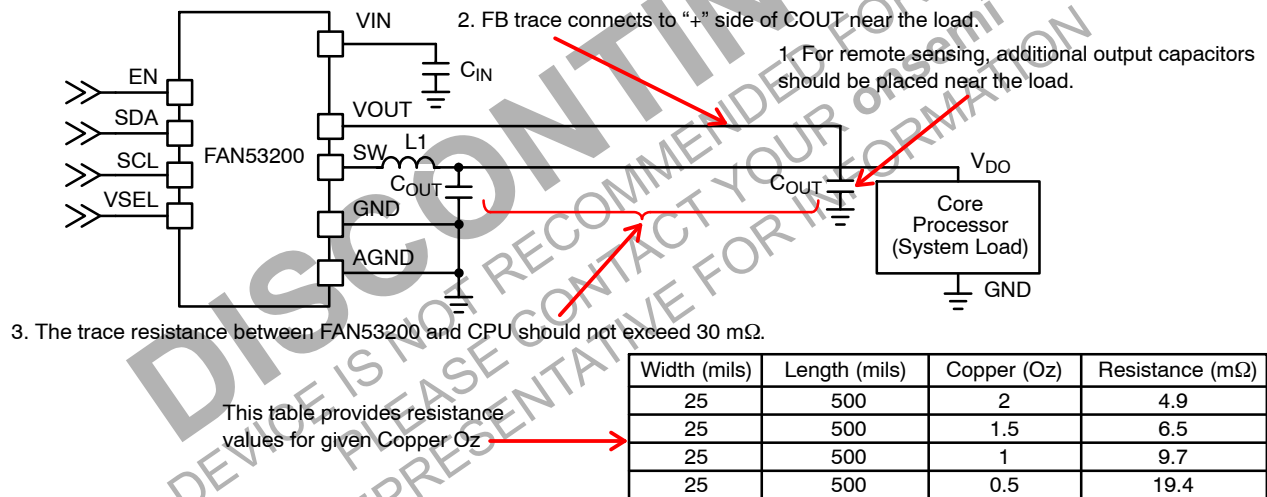 VIN
2. FB trace connects to “+” side of COUT near the load.
1. For remote sensing, additional output capacitors
should be placed near the load.
CIN
EN
SDA
SCL
VSEL
FAN53200
VOUT
SW
L1
COUT
GND
AGND
COUT
VDO
Core
Processor
(System Load)
GND
3. The trace resistance between FAN53200 and CPU should not exceed 30 mΩ.
This table provides resistance
values for given Copper Oz
Width (mils) Length (mils) Copper (Oz) Resistance (mΩ)
25 500 2 4.9
25 500 1.5 6.5
25 500 1 9.7
25 500 0.5 19.4
DISCONTIN
DEVICE IS NOT RECOMMENDED FOR
PLEASE CONTACT YOUR onsemi
REPRESENTATIVE FOR INFORMATION